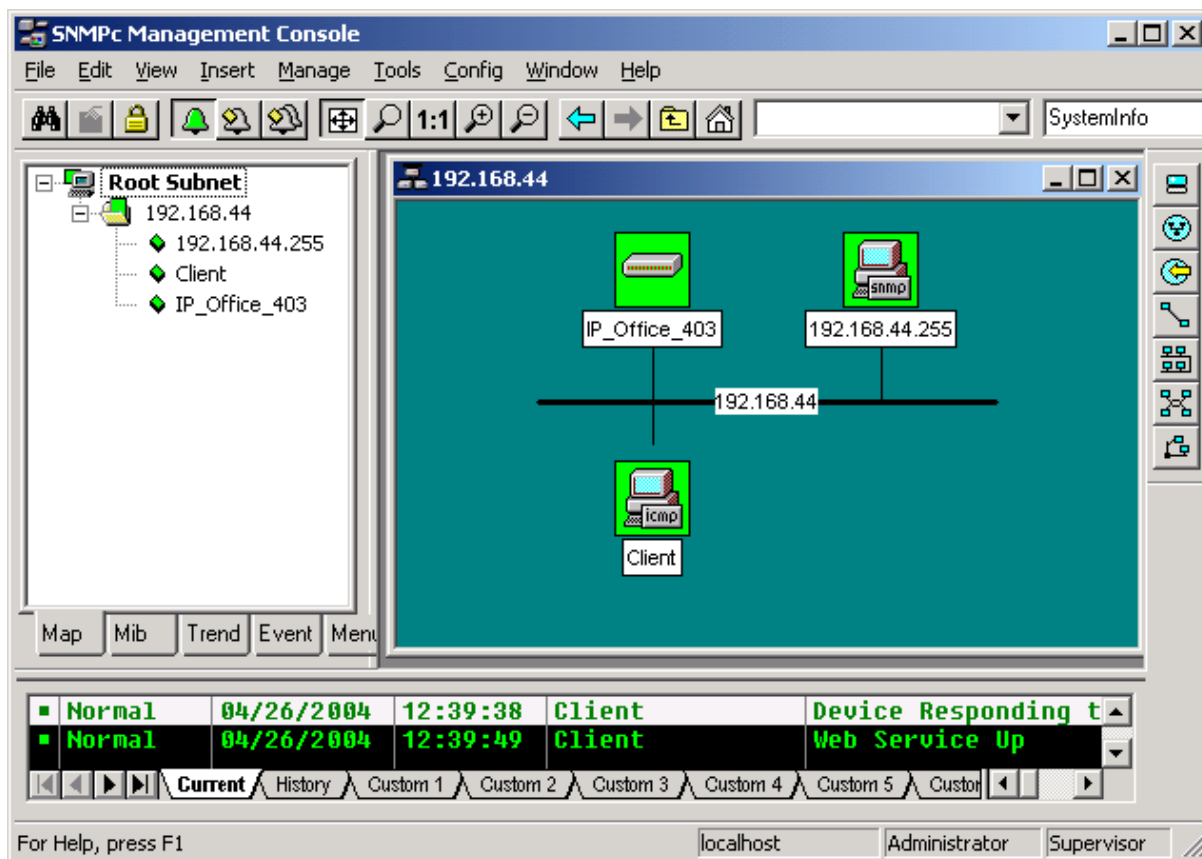 SNMPc Management Console
File Edit View Insert Manage Tools Config Window Help
1:1 SystemInfo
Root Subnet
192.168.44
192.168.44.255
Client
IP_Office_403
Map Mib Trend Event Menu
192.168.44
IP_Office_403
snmp
192.168.44.255
192.168.44
icmp
Client
Normal 04/26/2004 12:39:38 Client Device Responding t
Normal 04/26/2004 12:39:49 Client Web Service Up
Current History Custom 1 Custom 2 Custom 3 Custom 4 Custom 5 Custor
For Help, press F1 localhost Administrator Supervisor